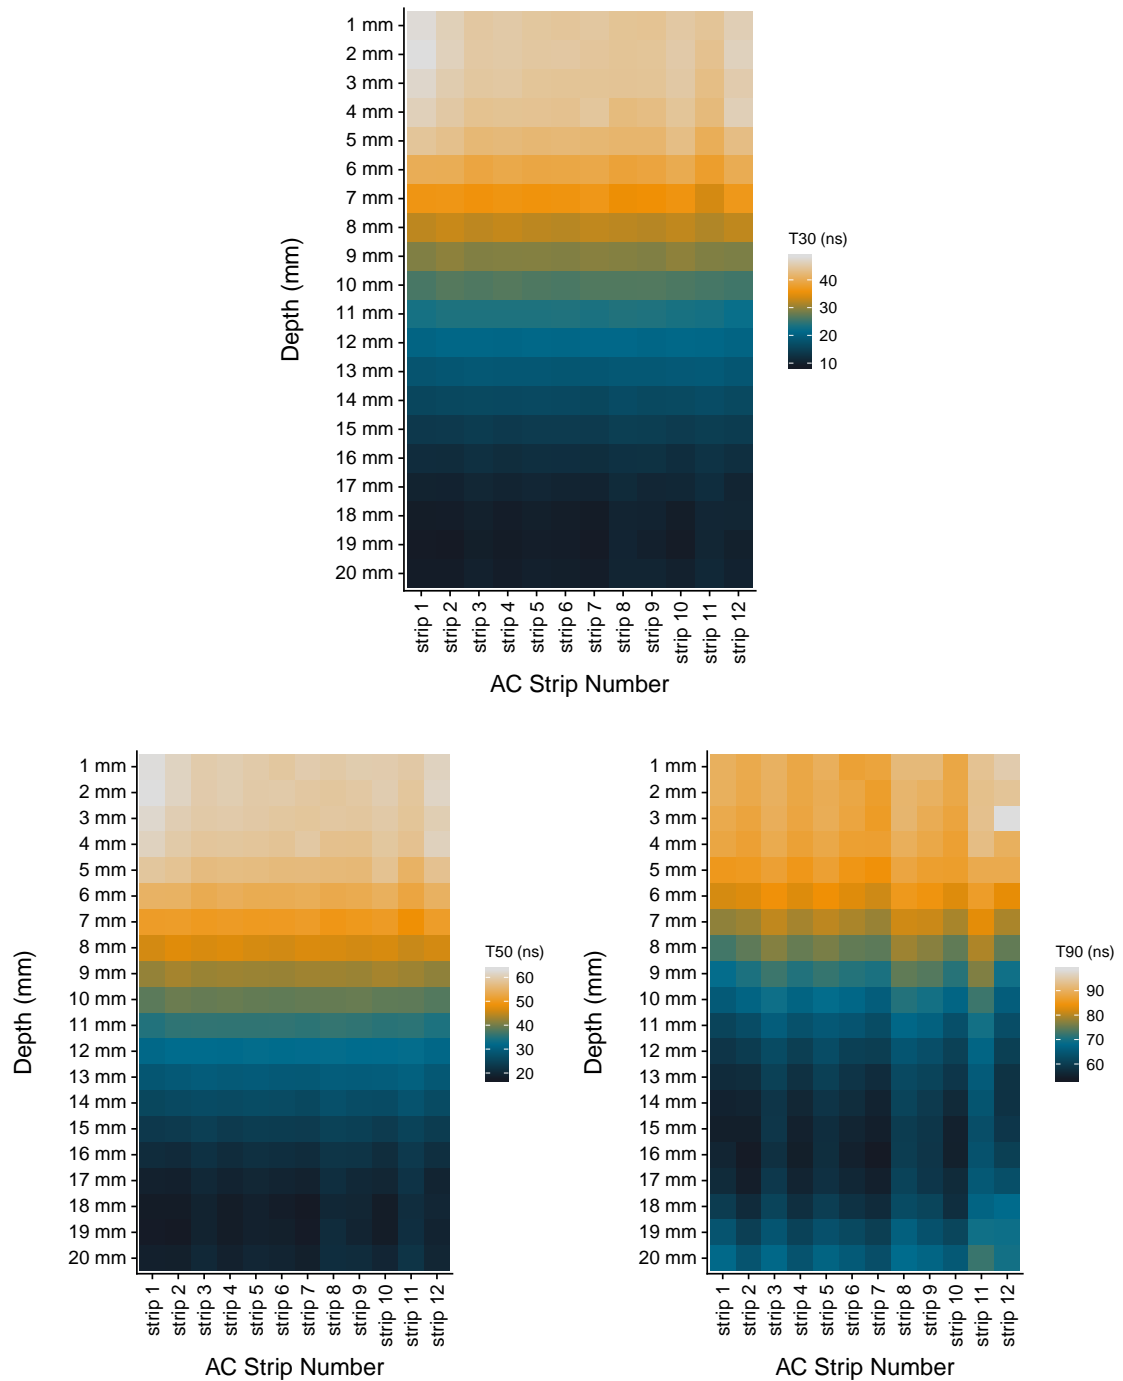 1 mm
2 mm
3 mm
4 mm
5 mm
6 mm
7 mm
8 mm
9 mm
10 mm
11 mm
12 mm
13 mm
14 mm
15 mm
16 mm
17 mm
18 mm
19 mm
20 mm
Depth (mm)
strip 1
strip 2
strip 3
strip 4
strip 5
strip 6
strip 7
strip 8
strip 9
strip 10
strip 11
strip 12
AC Strip Number
T30 (ns)
40
30
20
10
1 mm
2 mm
3 mm
4 mm
5 mm
6 mm
7 mm
8 mm
9 mm
10 mm
11 mm
12 mm
13 mm
14 mm
15 mm
16 mm
17 mm
18 mm
19 mm
20 mm
Depth (mm)
strip 1
strip 2
strip 3
strip 4
strip 5
strip 6
strip 7
strip 8
strip 9
strip 10
strip 11
strip 12
AC Strip Number
T50 (ns)
60
50
40
30
20
1 mm
2 mm
3 mm
4 mm
5 mm
6 mm
7 mm
8 mm
9 mm
10 mm
11 mm
12 mm
13 mm
14 mm
15 mm
16 mm
17 mm
18 mm
19 mm
20 mm
Depth (mm)
strip 1
strip 2
strip 3
strip 4
strip 5
strip 6
strip 7
strip 8
strip 9
strip 10
strip 11
strip 12
AC Strip Number
T90 (ns)
90
80
70
60